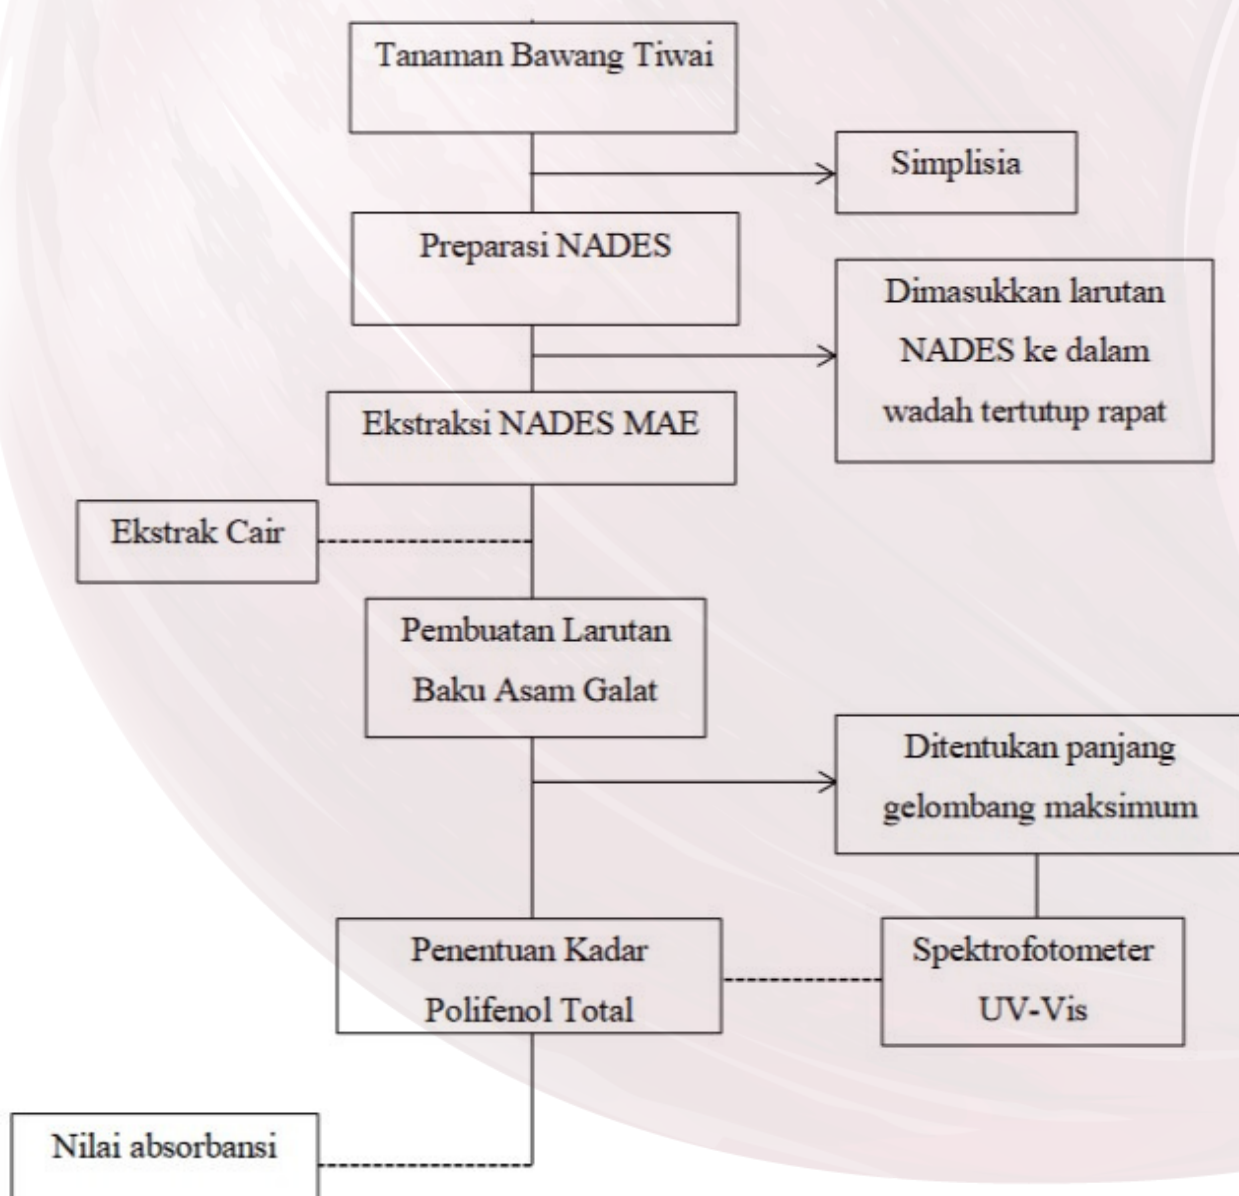 Tanaman Bawang Tiwai
Simplisia
Preparasi NADES
Dimasukkan larutan
NADES ke dalam
wadah tertutup rapat
Ekstraksi NADES MAE
Ekstrak Cair
Pembuatan Larutan
Baku Asam Galat
Ditentukan panjang
gelombang maksimum
Penentuan Kadar
Polifenol Total
Spektrofotometer
UV-Vis
Nilai absorbansi